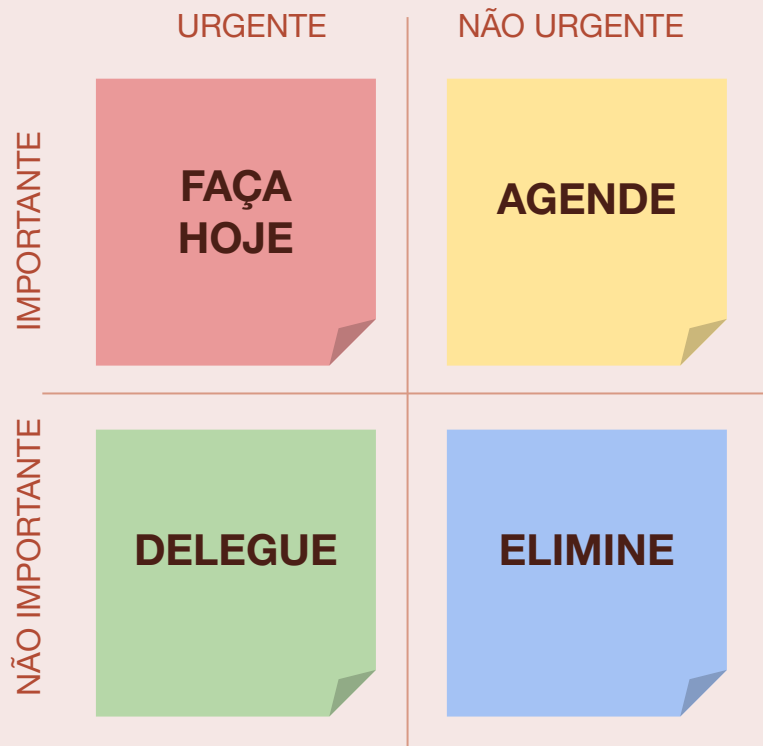 URGENTE
NÃO URGENTE
IMPORTANTE
FAÇA
HOJE
AGENDE
NÃO IMPORTANTE
DELEGUE
ELIMINE